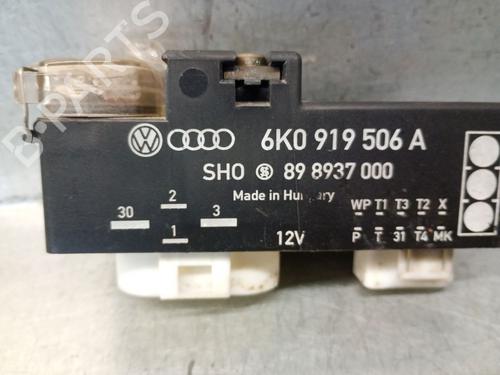 B-PARTS
6K0 919 506 A
SHO 89 8937 000
Made in Hungary
2
30 3
1
12V
WP T1 T3 T2 X
P T 31 T4 MK